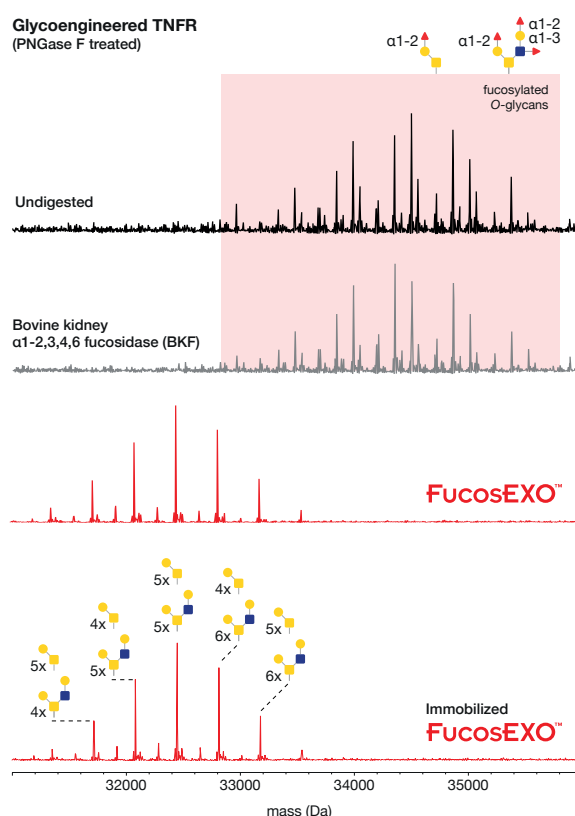 Glycoengineered TNFR
(PNGase F treated)
α1-2
α1-2
α1-2
α1-3
fucosylated
O-glycans
Undigested
Bovine kidney
α1-2,3,4,6 fucosidase (BKF)
FucosEXO™
5x
4x
4x
5x
5x
5x
4x
6x
5x
6x
Immobilized
FucosEXO™
32000
33000
34000
35000
mass (Da)